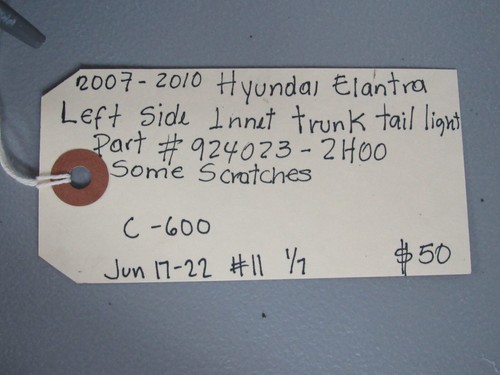 2007-2010 Hyundai Elantra
Left Side Innet trunk tail light
Part # 924023-2H00
Some Scratches
C-600
Jun 17-22 #11 1/7
$50